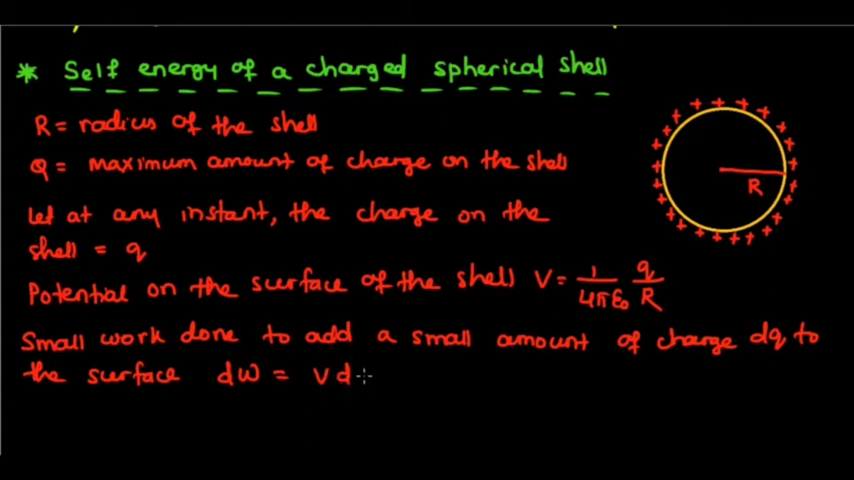 * Self energy of a charged spherical shell
R = radius of the shell
Q = maximum amount of charge on the shell
Let at any instant, the charge on the
shell = q
Potential on the surface of the shell V = 1/4πε₀ q/R
Small work done to add a small amount of charge dq to
the surface dW = V d
R